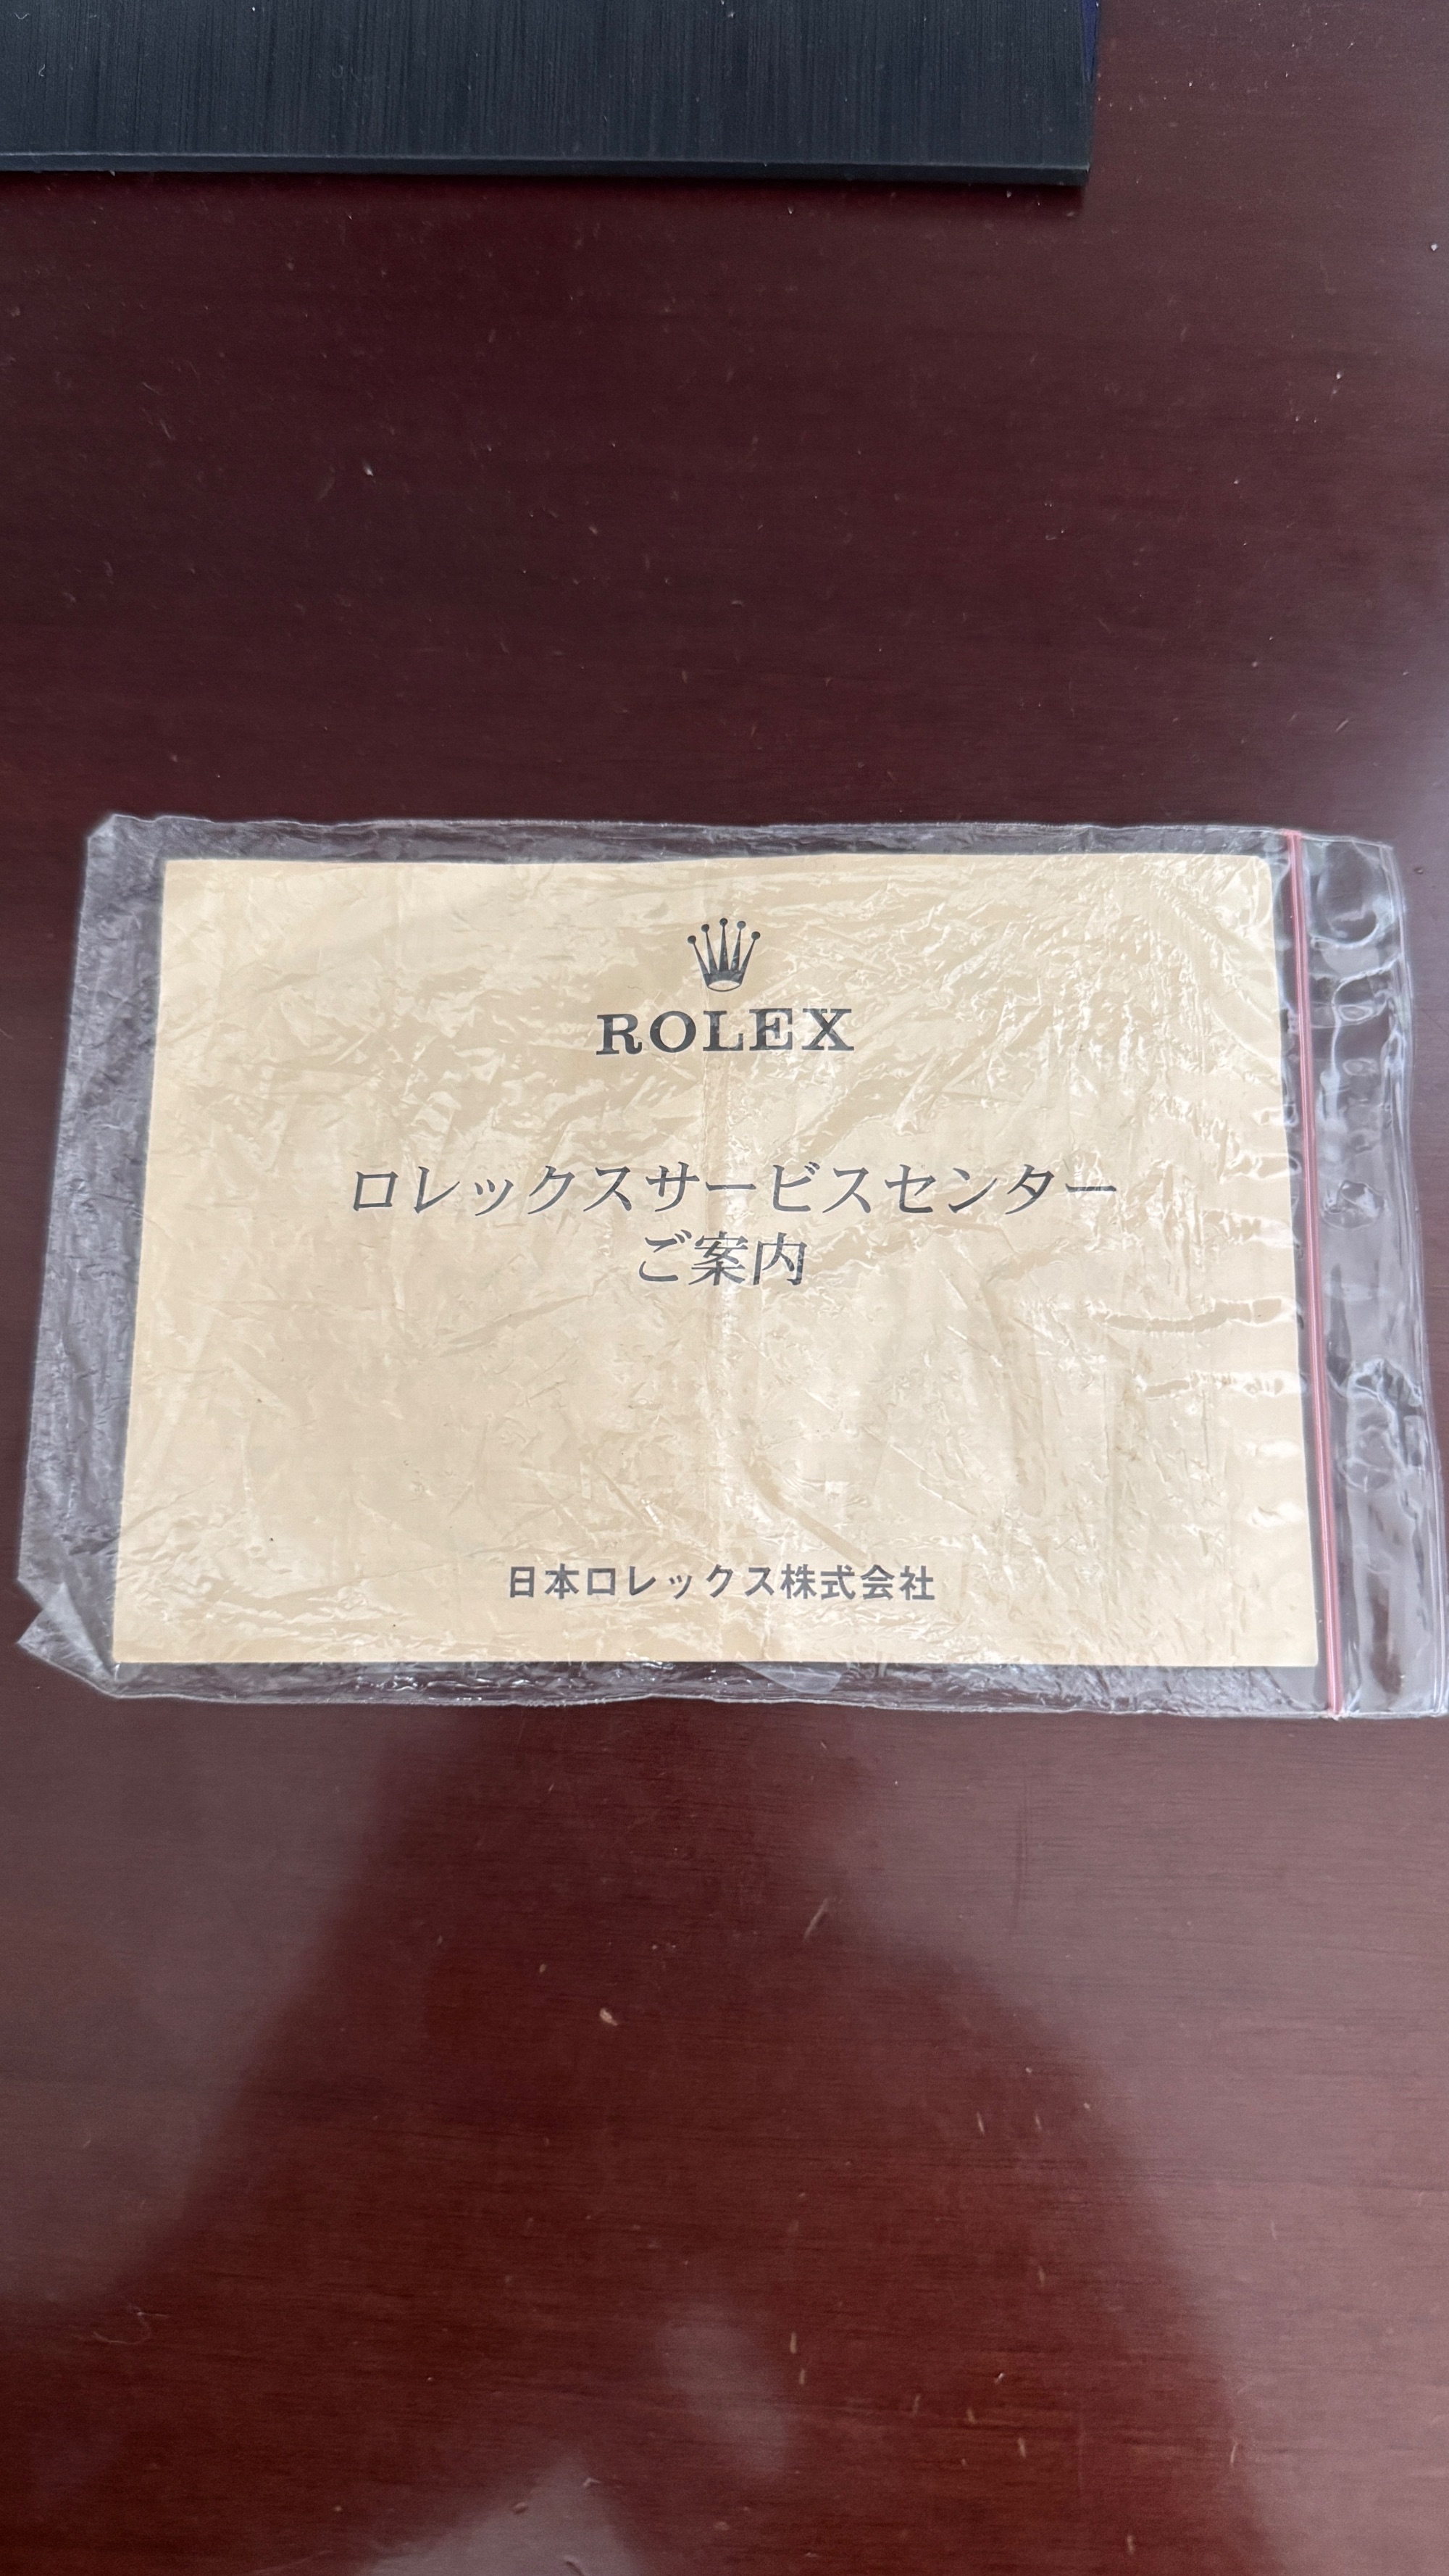 ROLEX
ロレックスサービスセンター
ご案内
日本ロレックス株式会社